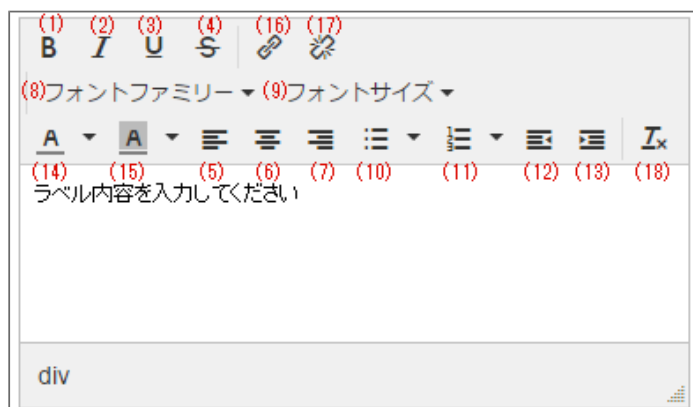 (1) (2) (3) (4) (16) (17)
B I U S
(8)フォントファミリー (9)フォントサイズ
A A Tx
(14) (15) (5) (6) (7) (10) (11) (12) (13) (18)
ラベル内容を入力してください
div